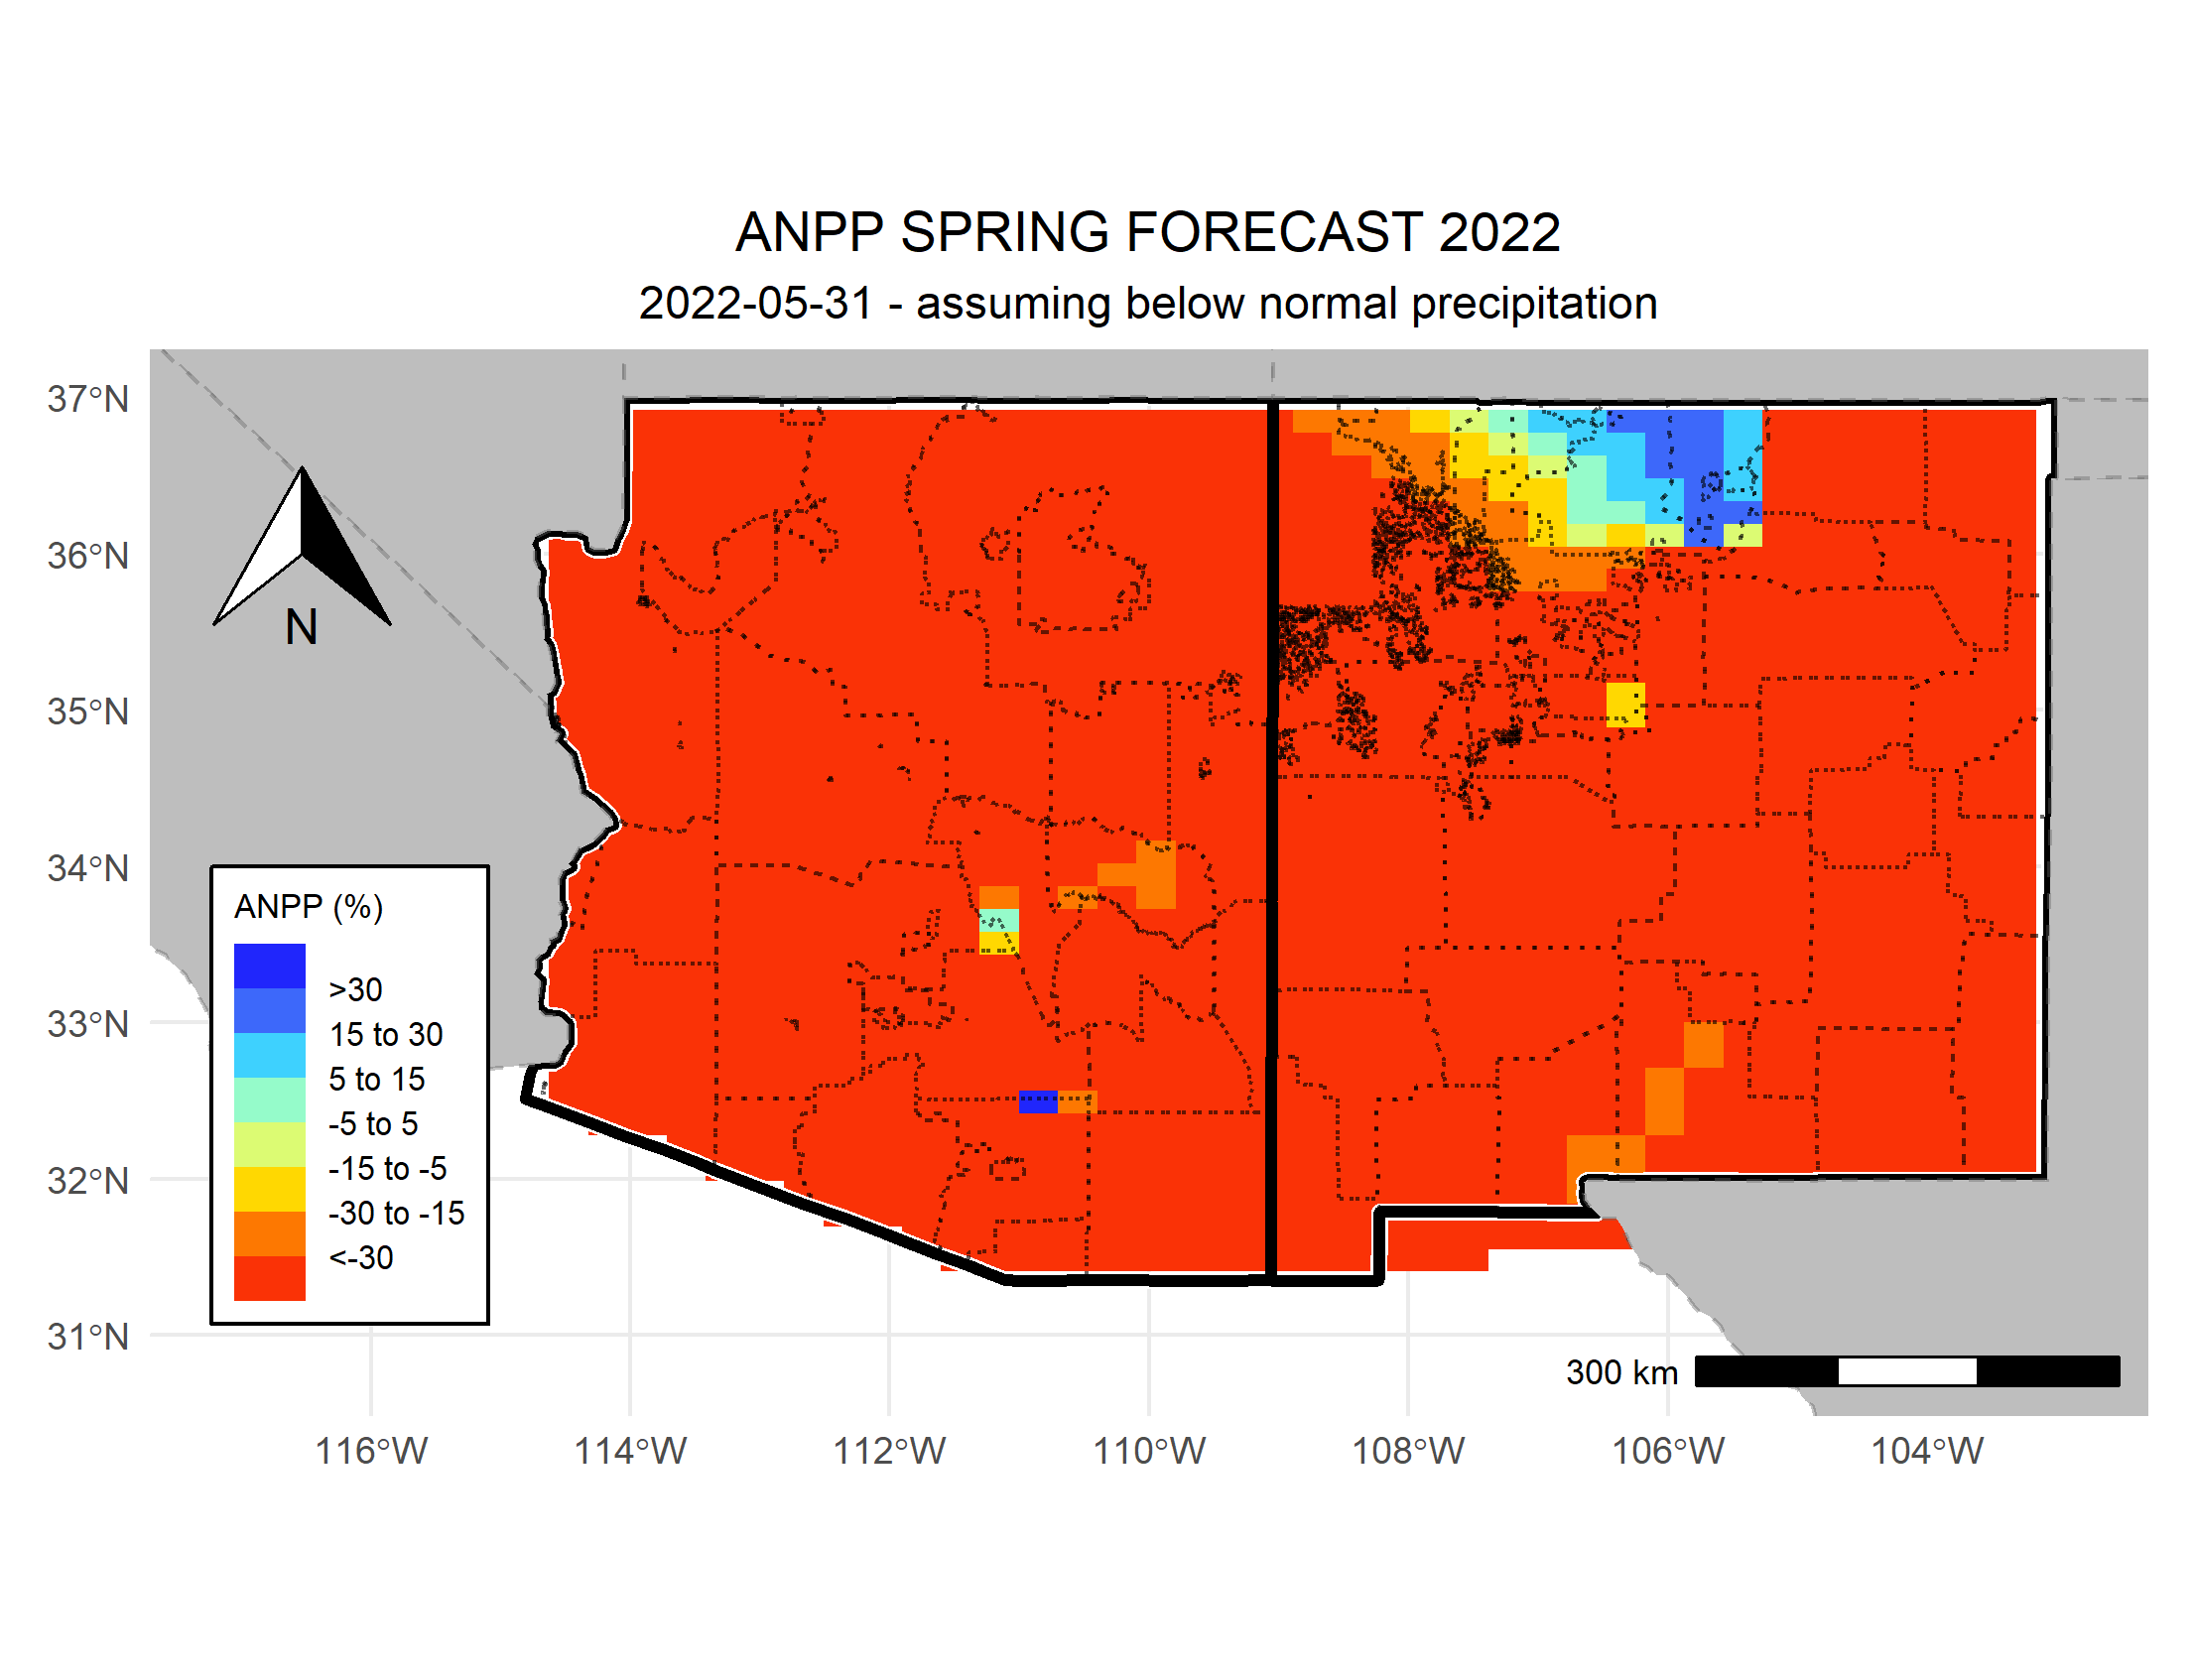 ANPP SPRING FORECAST 2022
2022-05-31 - assuming below normal precipitation
37°N
36°N
35°N
34°N
33°N
32°N
31°N
N
ANPP (%)
>30
15 to 30
5 to 15
-5 to 5
-15 to -5
-30 to -15
<-30
300 km
116°W
114°W
112°W
110°W
108°W
106°W
104°W